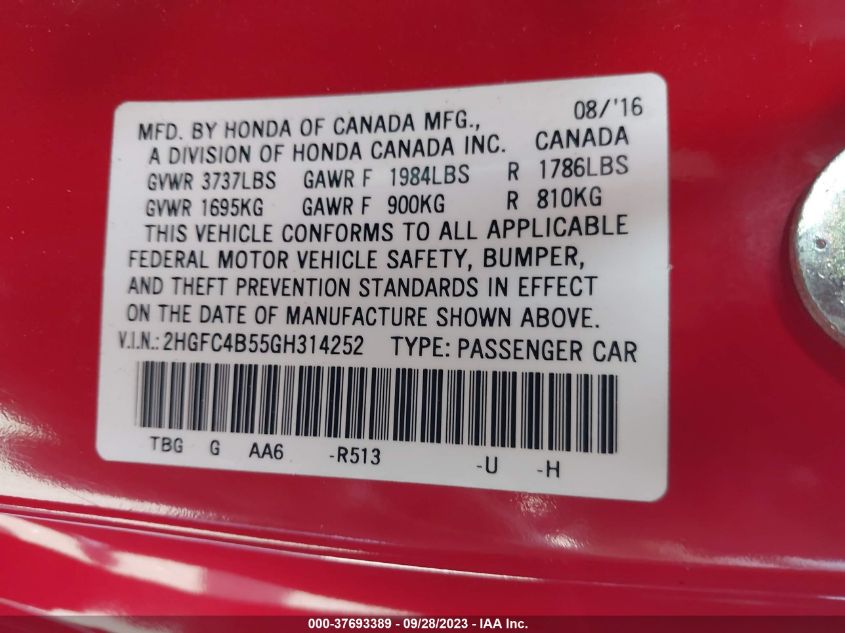 08/'16
MFD. BY HONDA OF CANADA MFG.,
A DIVISION OF HONDA CANADA INC. CANADA
GVWR 3737LBS GAWR F 1984LBS R 1786LBS
GVWR 1695KG GAWR F 900KG R 810KG
THIS VEHICLE CONFORMS TO ALL APPLICABLE
FEDERAL MOTOR VEHICLE SAFETY, BUMPER,
AND THEFT PREVENTION STANDARDS IN EFFECT
ON THE DATE OF MANUFACTURE SHOWN ABOVE.
V.I.N.: 2HGFC4B55GH314252 TYPE: PASSENGER CAR
TBG G AA6 -R513 -U -H
000-37693389 - 09/28/2023 - IAA Inc.